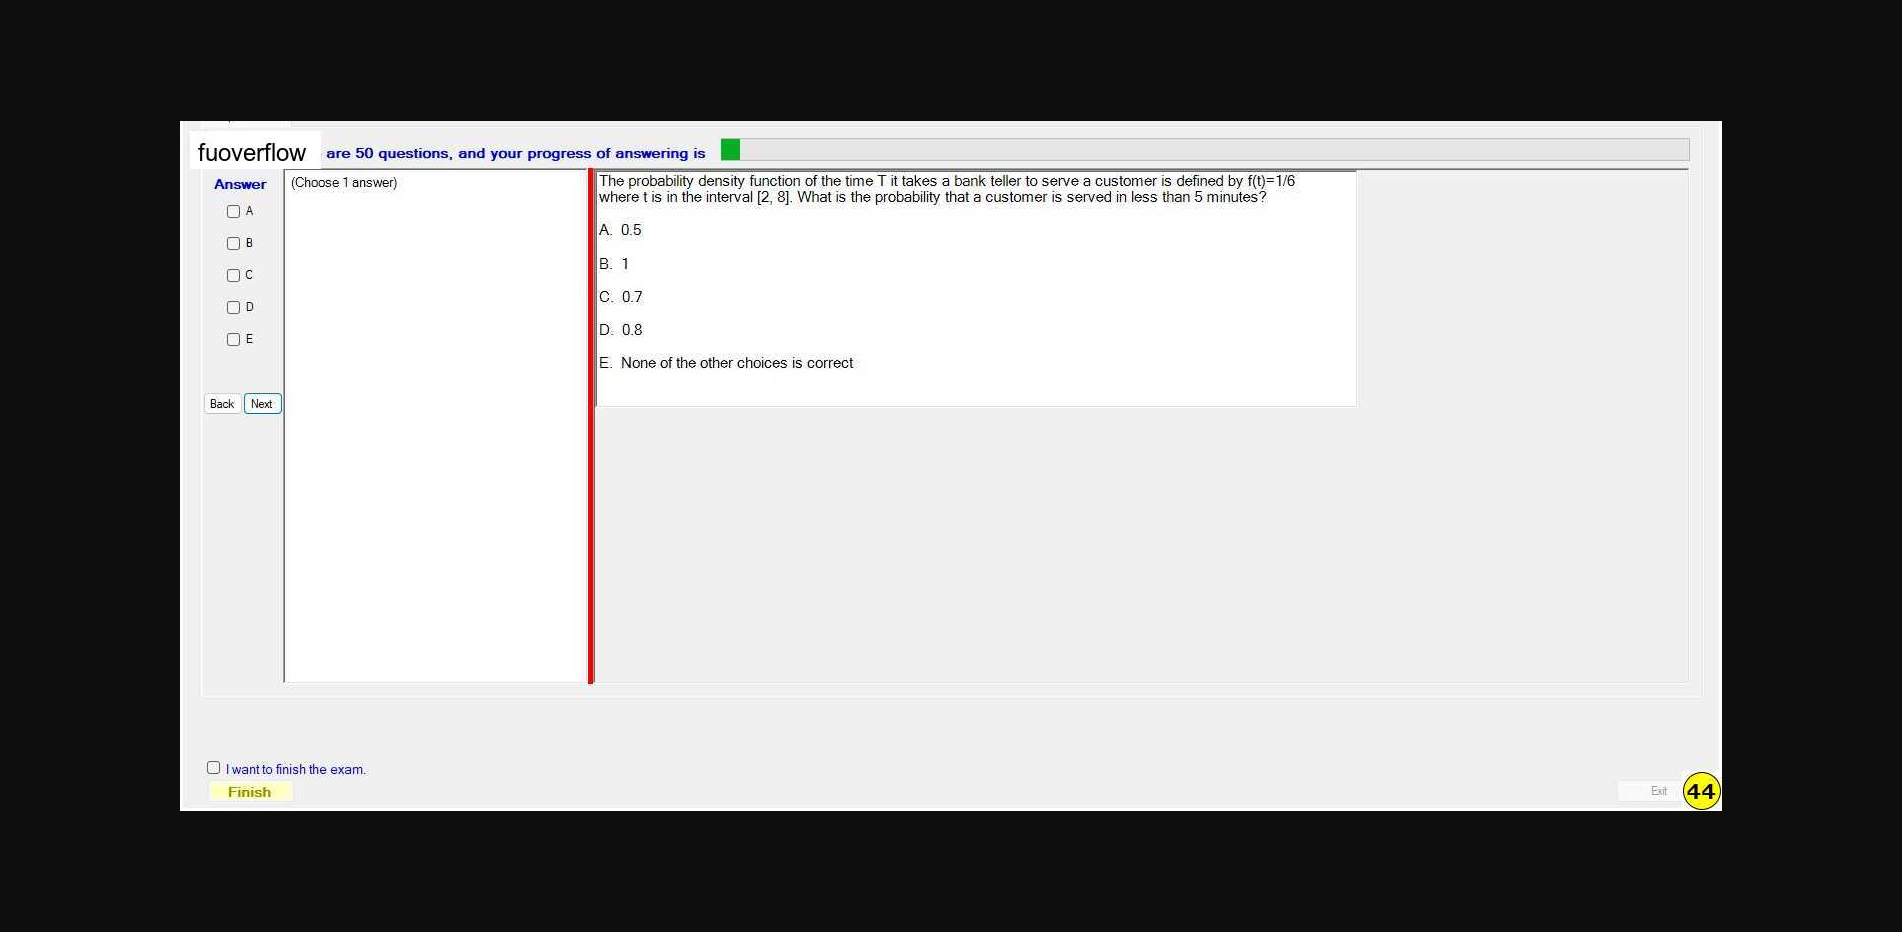 fuoverflow are 50 questions, and your progress of answering is
Answer
(Choose 1 answer)
A
B
C
D
E
Back Next
The probability density function of the time T it takes a bank teller to serve a customer is defined by f(t)=1/6
where t is in the interval [2, 8]. What is the probability that a customer is served in less than 5 minutes?
A. 0.5
B. 1
C. 0.7
D. 0.8
E. None of the other choices is correct
I want to finish the exam.
Finish
Exit
44